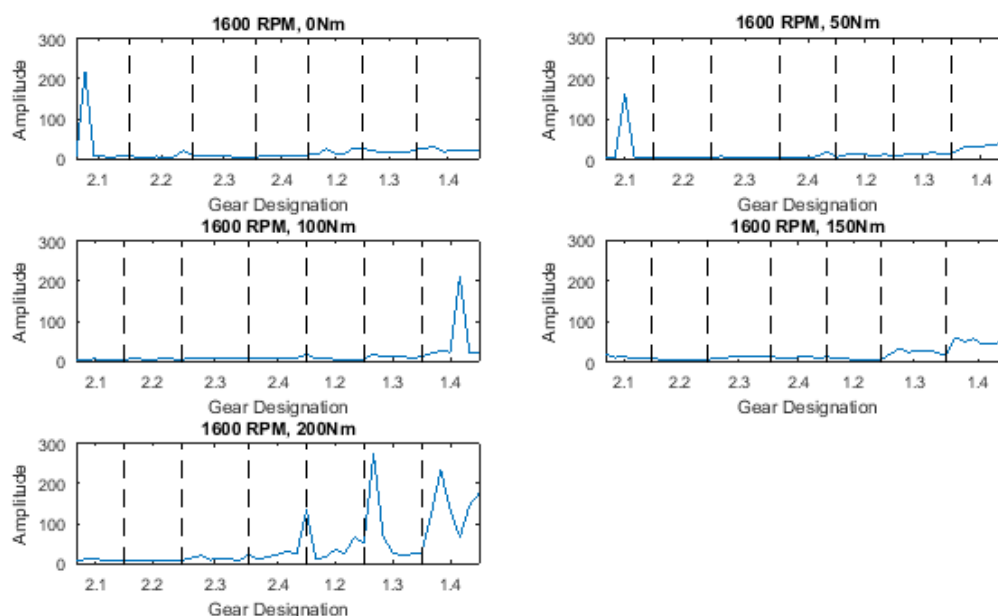 1600 RPM, 0Nm
300
200
100
0
Amplitude
2.1 2.2 2.3 2.4 1.2 1.3 1.4
Gear Designation
1600 RPM, 50Nm
300
200
100
0
Amplitude
2.1 2.2 2.3 2.4 1.2 1.3 1.4
Gear Designation
1600 RPM, 100Nm
300
200
100
0
Amplitude
2.1 2.2 2.3 2.4 1.2 1.3 1.4
Gear Designation
1600 RPM, 150Nm
300
200
100
0
Amplitude
2.1 2.2 2.3 2.4 1.2 1.3 1.4
Gear Designation
1600 RPM, 200Nm
300
200
100
0
Amplitude
2.1 2.2 2.3 2.4 1.2 1.3 1.4
Gear Designation